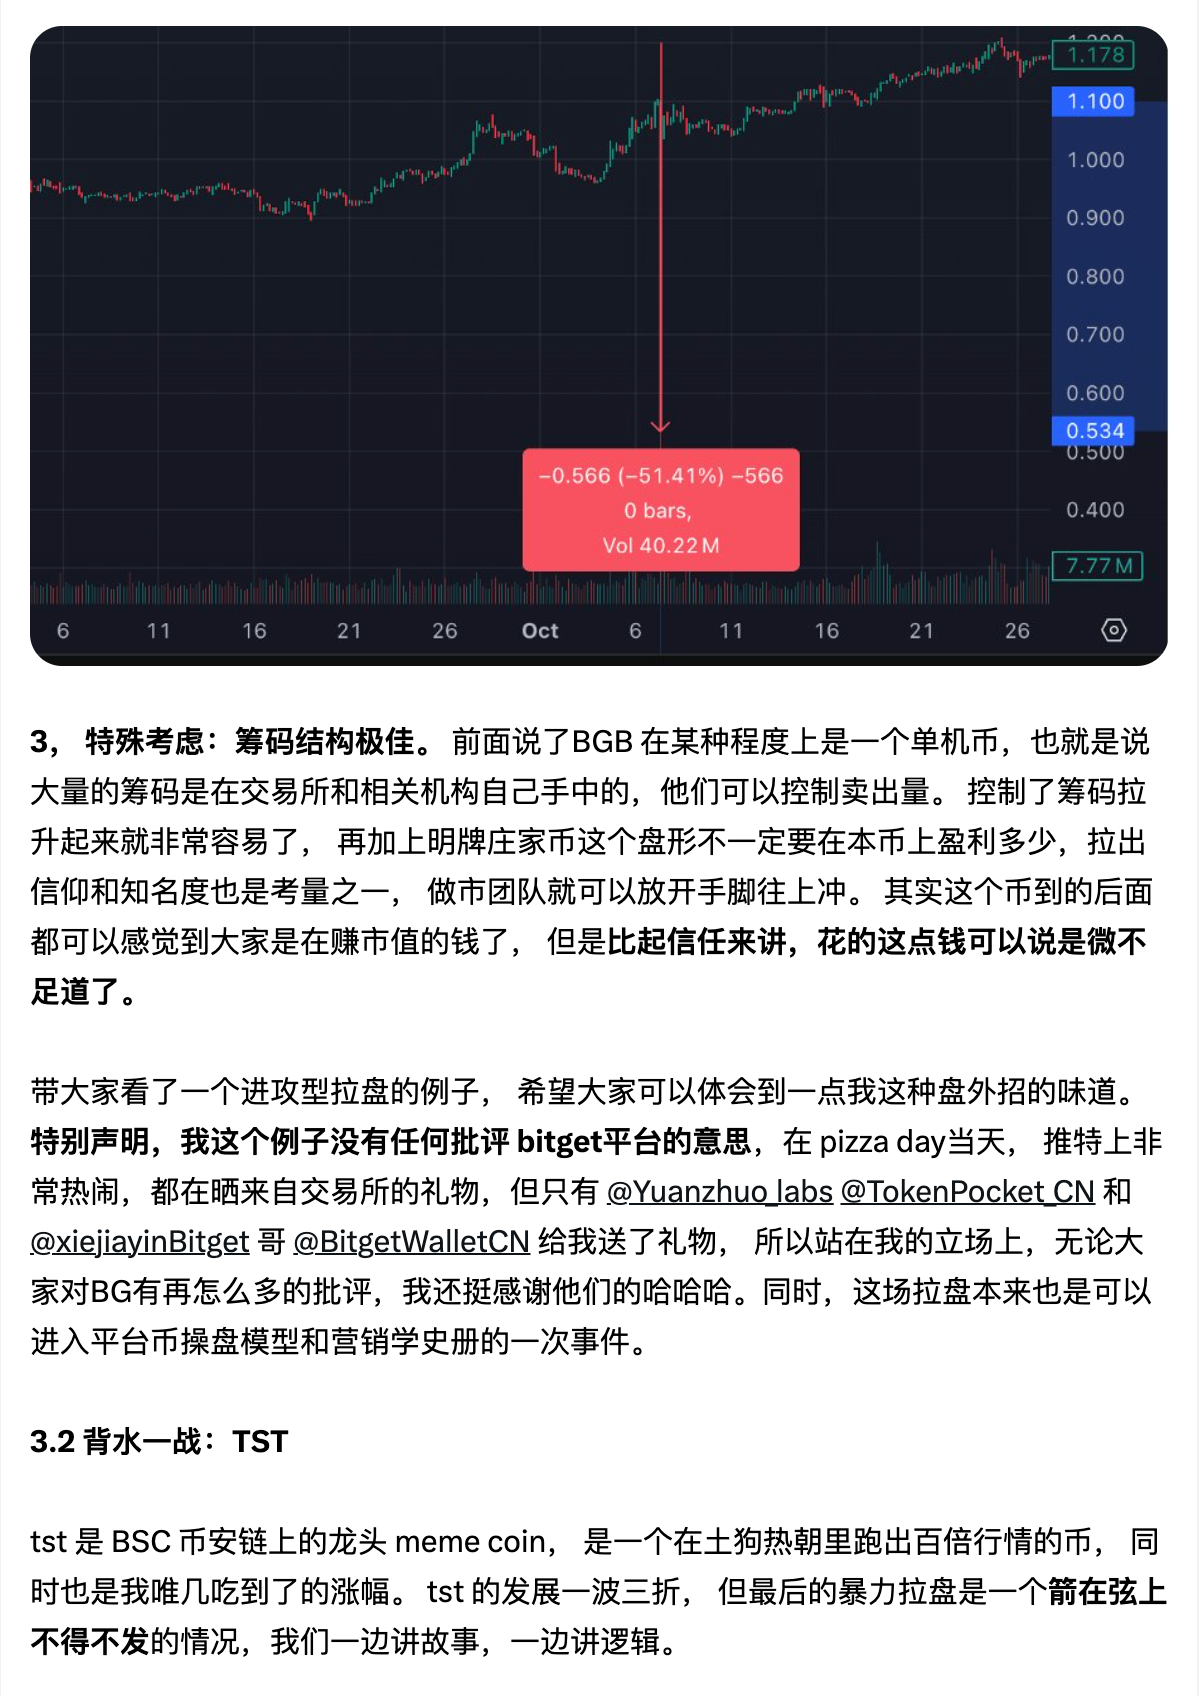 1.178
1.100
1.000
0.900
0.800
0.700
0.600
0.534
0.500
−0.566 (−51.41%) −566
0 bars,
Vol 40.22 M
0.400
7.77 M
6 11 16 21 26 Oct 6 11 16 21 26
3， 特殊考虑：筹码结构极佳。 前面说了BGB 在某种程度上是一个单机币，也就是说
大量的筹码是在交易所和相关机构自己手中的，他们可以控制卖出量。 控制了筹码拉
升起来就非常容易了， 再加上明牌庄家币这个盘形不一定要在本币上盈利多少，拉出
信仰和知名度也是考量之一， 做市团队就可以放开手脚往上冲。 其实这个币到的后面
都可以感觉到大家是在赚市值的钱了， 但是比起信任来讲，花的这点钱可以说是微不
足道了。
带大家看了一个进攻型拉盘的例子， 希望大家可以体会到一点我这种盘外招的味道。
特别声明，我这个例子没有任何批评 bitget平台的意思，在 pizza day当天， 推特上非
常热闹，都在晒来自交易所的礼物，但只有 @Yuanzhuo_labs @TokenPocket_CN 和
@xiejiayinBitget 哥 @BitgetWalletCN 给我送了礼物， 所以站在我的立场上，无论大
家对BG有再怎么多的批评，我还挺感谢他们的哈哈哈。同时，这场拉盘本来也是可以
进入平台币操盘模型和营销学史册的一次事件。
3.2 背水一战：TST
tst 是 BSC 币安链上的龙头 meme coin， 是一个在土狗热朝里跑出百倍行情的币， 同
时也是我唯几吃到了的涨幅。 tst 的发展一波三折， 但最后的暴力拉盘是一个箭在弦上
不得不发的情况，我们一边讲故事，一边讲逻辑。